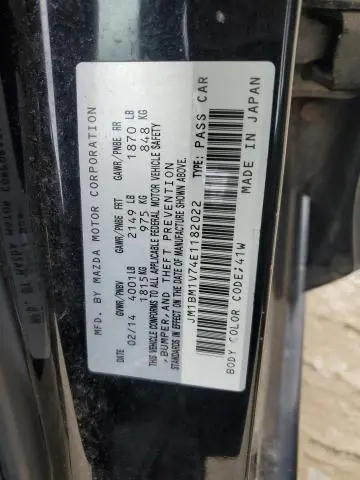 MFD. BY MAZDA MOTOR CORPORATION
DATE GVWR/PNBV GAWR/PNBE FRT GAWR/PNBE RR
02/14 4001LB 2149 LB 1870 LB
1815KG 975 KG 848 KG
THIS VEHICLE CONFORMS TO ALL APPLICABLE FEDERAL MOTOR VEHICLE SAFETY
, BUMPER, AND THEFT PREVENTION
STANDARDS IN EFFECT ON THE DATE OF MANUFACTURE SHOWN ABOVE.
JM1BM1V74E1182022 TYPE: PASS CAR
BODY COLOR CODE:41W MADE IN JAPAN